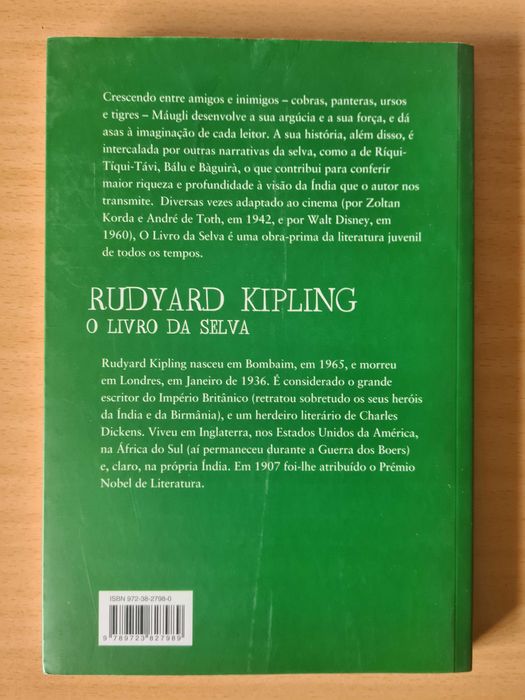 Crescendo entre amigos e inimigos – cobras, panteras, ursos
e tigres – Máugli desenvolve a sua argúcia e a sua força, e dá
asas à imaginação de cada leitor. A sua história, além disso, é
intercalada por outras narrativas da selva, como a de Ríqui-
Tíqui-Távi, Bálu e Bàguirà, o que contribui para conferir
maior riqueza e profundidade à visão da Índia que o autor nos
transmite. Diversas vezes adaptado ao cinema (por Zoltan
Korda e André de Toth, em 1942, e por Walt Disney, em
1960), O Livro da Selva é uma obra-prima da literatura juvenil
de todos os tempos.
RUDYARD KIPLING
O LIVRO DA SELVA
Rudyard Kipling nasceu em Bombaim, em 1965, e morreu
em Londres, em Janeiro de 1936. É considerado o grande
escritor do Império Britânico (retratou sobretudo os seus heróis
da Índia e da Birmânia), e um herdeiro literário de Charles
Dickens. Viveu em Inglaterra, nos Estados Unidos da América,
na África do Sul (aí permaneceu durante a Guerra dos Boers)
e, claro, na própria Índia. Em 1907 foi-lhe atribuído o Prémio
Nobel de Literatura.
ISBN 972-38-2798-0
9 789723 827989